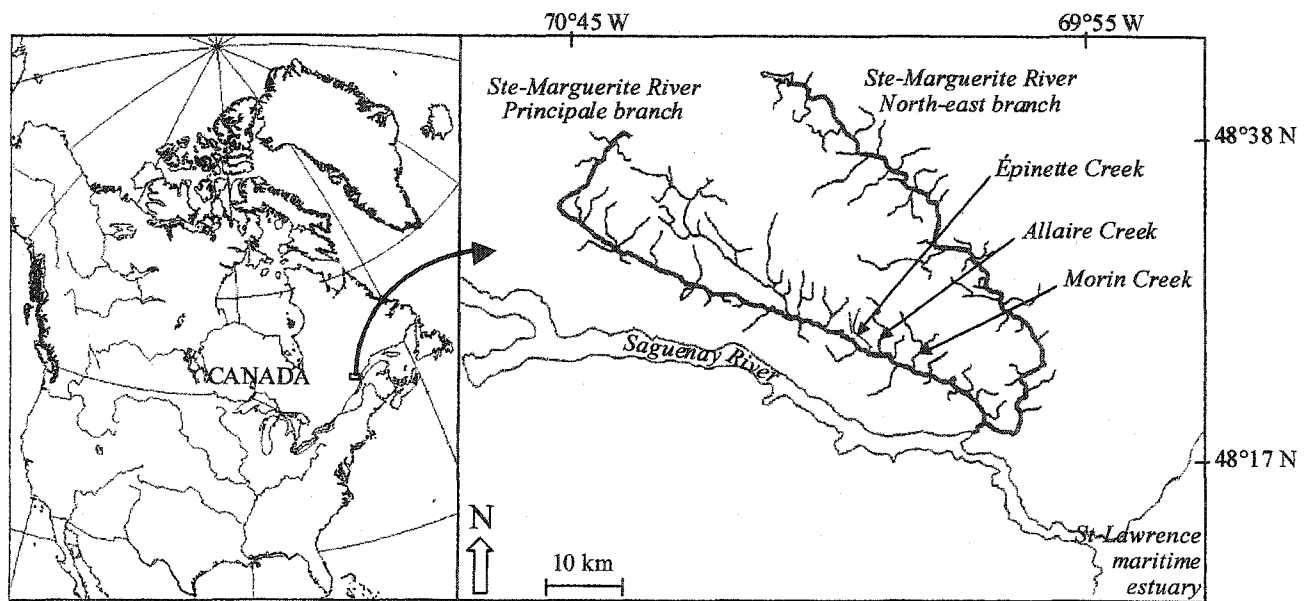 70°45 W
69°55 W
Ste-Marguerite River
Principale branch
Ste-Marguerite River
North-east branch
48°38 N
Épinette Creek
Allaire Creek
Morin Creek
Saguenay River
CANADA
48°17 N
N
10 km
St-Lawrence
maritime
estuary